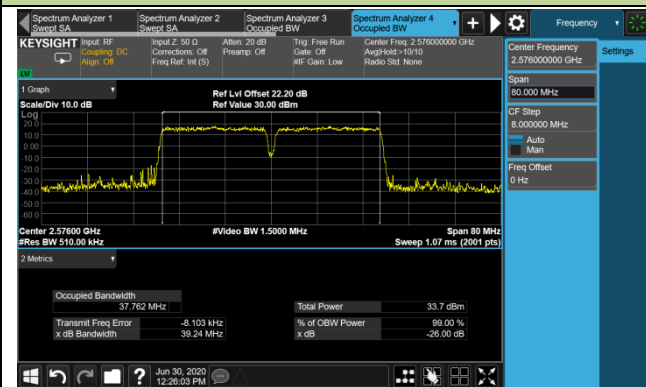 Spectrum Analyzer 1 Spectrum Analyzer 2 Spectrum Analyzer 3 Spectrum Analyzer 4
Swept SA Swept SA Occupied BW Occupied BW
Frequency
KEYSIGHT Input: RF Input Z: 50 Ω Atten: 20 dB Trig: Free Run Center Freq: 2.576000000 GHz
Coupling: DC Corrections: Off Preamp: Off Gate: Off Avg|Hold:>10/10
Align: Off Freq Ref: Int (S) #IF Gain: Low Radio Std: None
Center Frequency
2.576000000 GHz
Settings
Span
80.000 MHz
CF Step
8.000000 MHz
Auto
Man
Freq Offset
0 Hz
1 Graph
Ref Lvl Offset 22.20 dB
Scale/Div 10.0 dB Ref Value 30.00 dBm
Log
20.0
10.0
0.00
-10.0
-20.0
-30.0
-40.0
-50.0
-60.0
Center 2.57600 GHz #Video BW 1.5000 MHz Span 80 MHz
#Res BW 510.00 kHz Sweep 1.07 ms (2001 pts)
2 Metrics
Occupied Bandwidth
37.762 MHz Total Power 33.7 dBm
Transmit Freq Error -8.103 kHz % of OBW Power 99.00 %
x dB Bandwidth 39.24 MHz x dB -26.00 dB
? Jun 30, 2020
12:26:03 PM